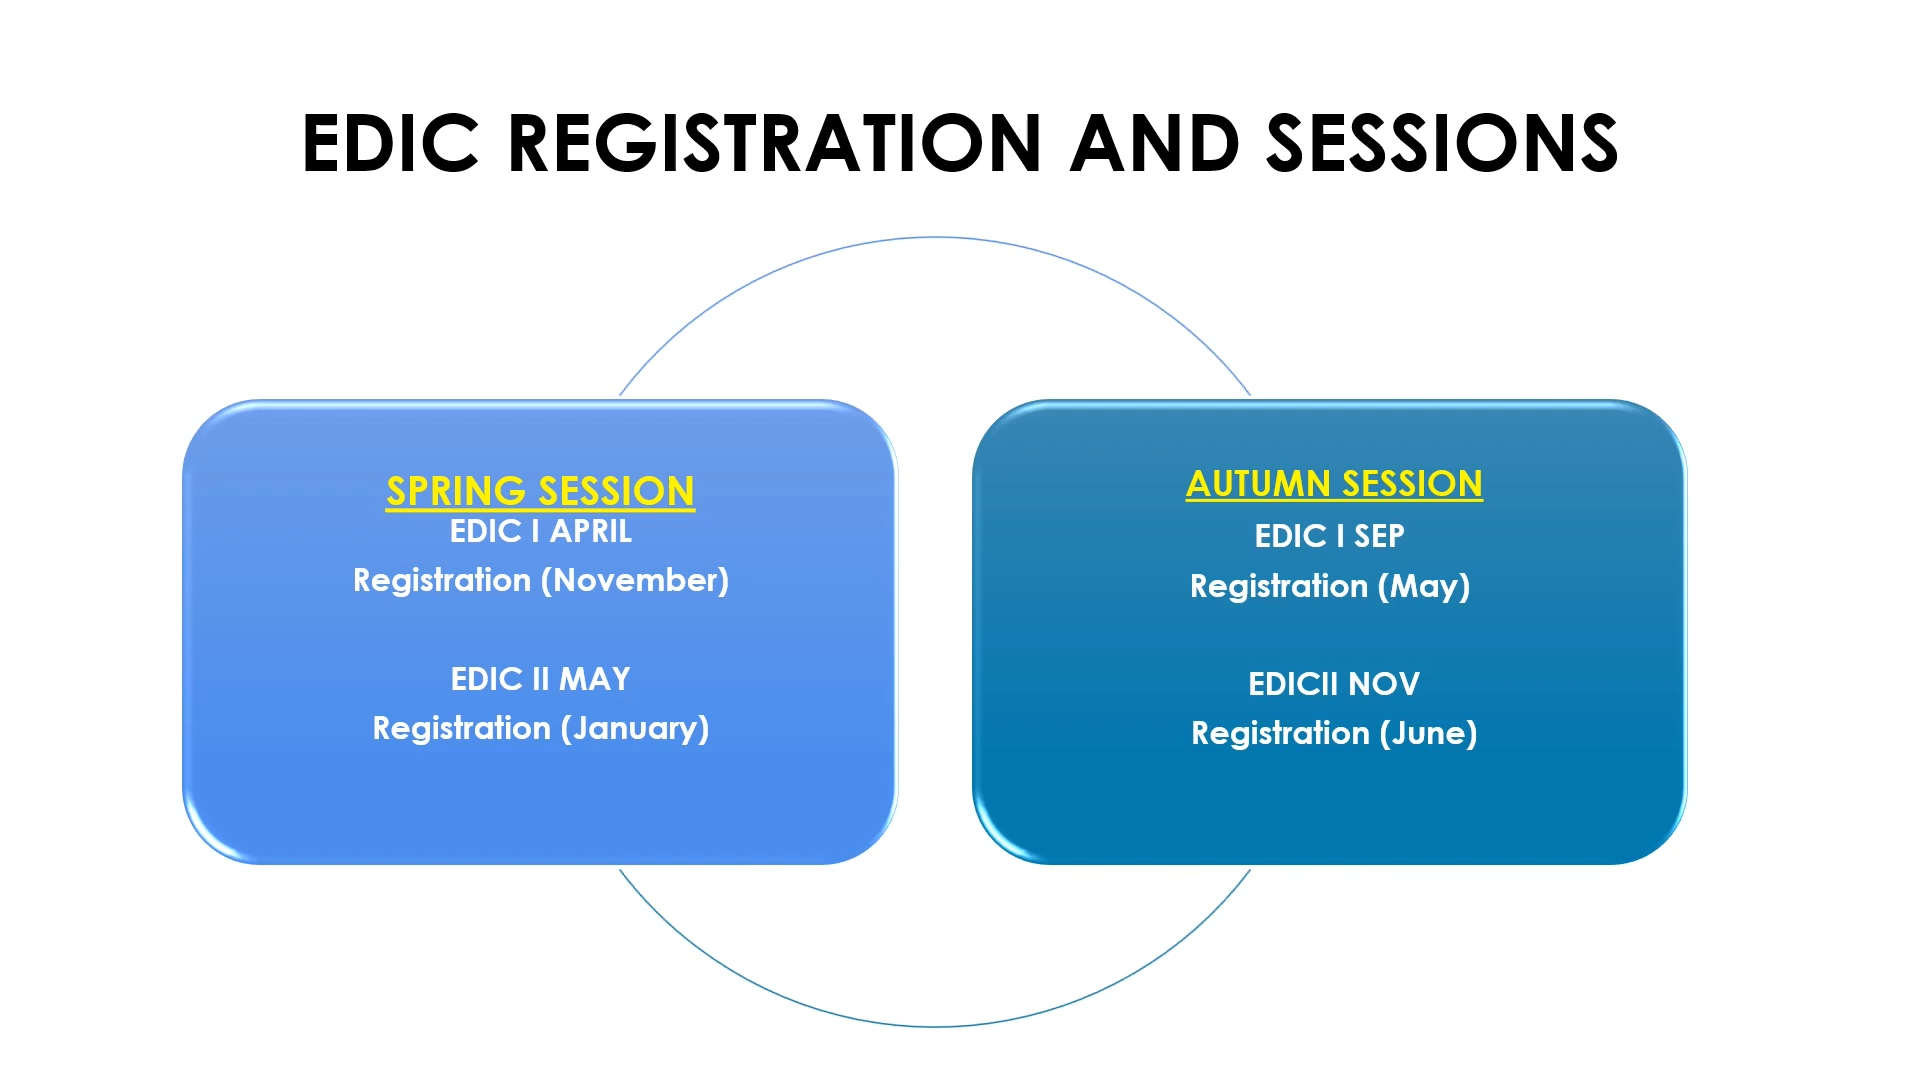 EDIC REGISTRATION AND SESSIONS
SPRING SESSION
EDIC I APRIL
Registration (November)
EDIC II MAY
Registration (January)
AUTUMN SESSION
EDIC I SEP
Registration (May)
EDICII NOV
Registration (June)